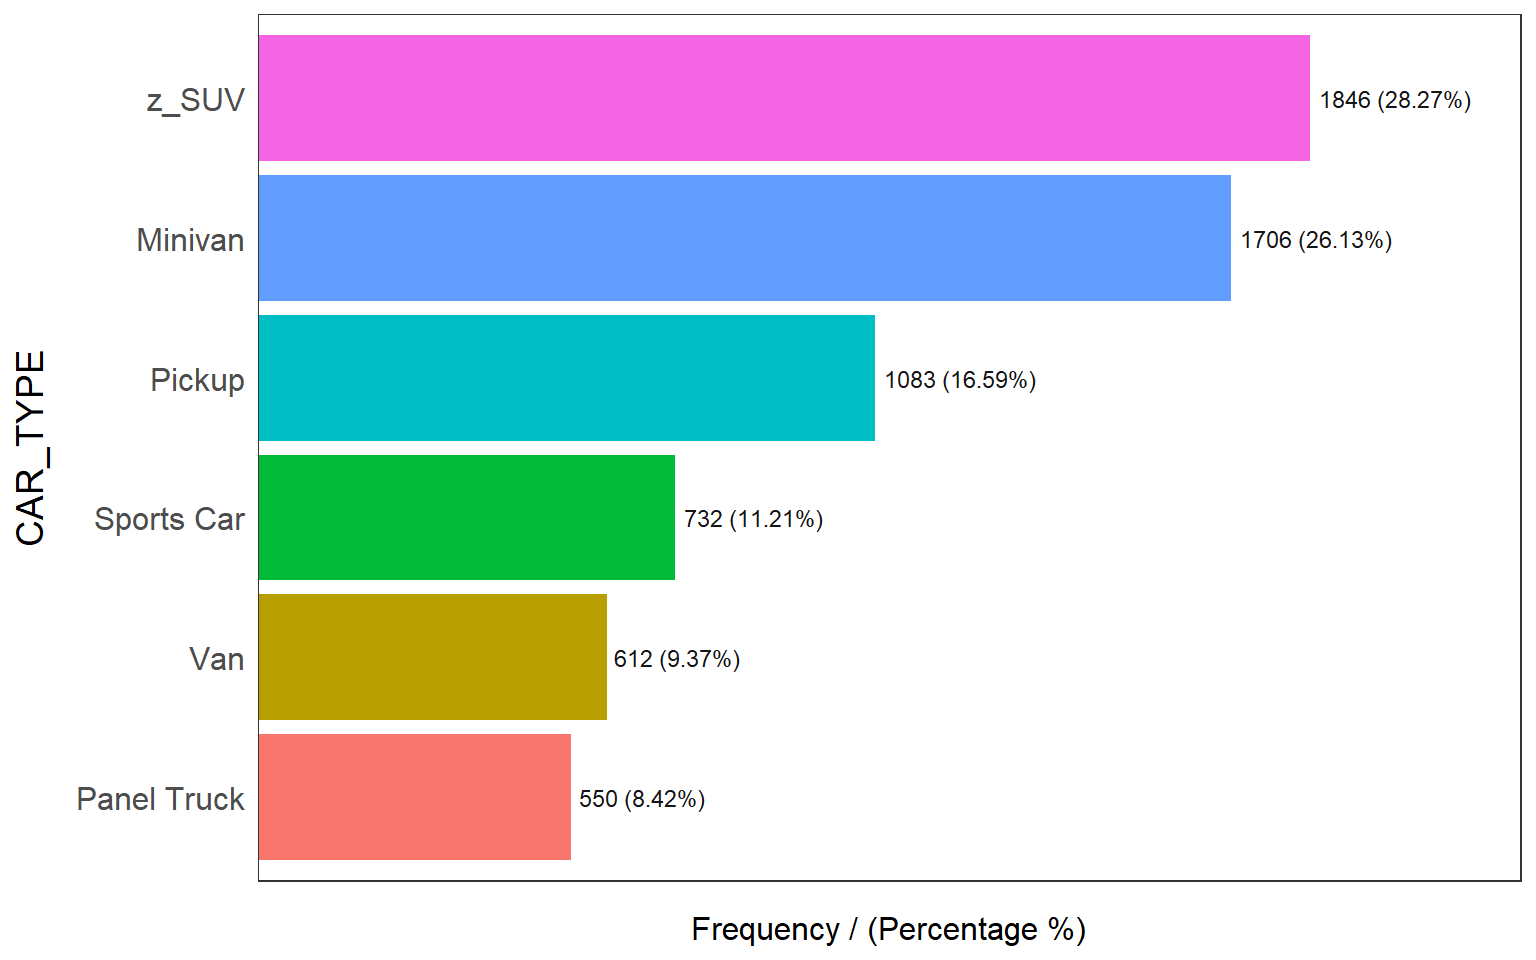 z_SUV
1846 (28.27%)
Minivan
1706 (26.13%)
Pickup
1083 (16.59%)
Sports Car
732 (11.21%)
Van
612 (9.37%)
Panel Truck
550 (8.42%)
CAR_TYPE
Frequency / (Percentage %)